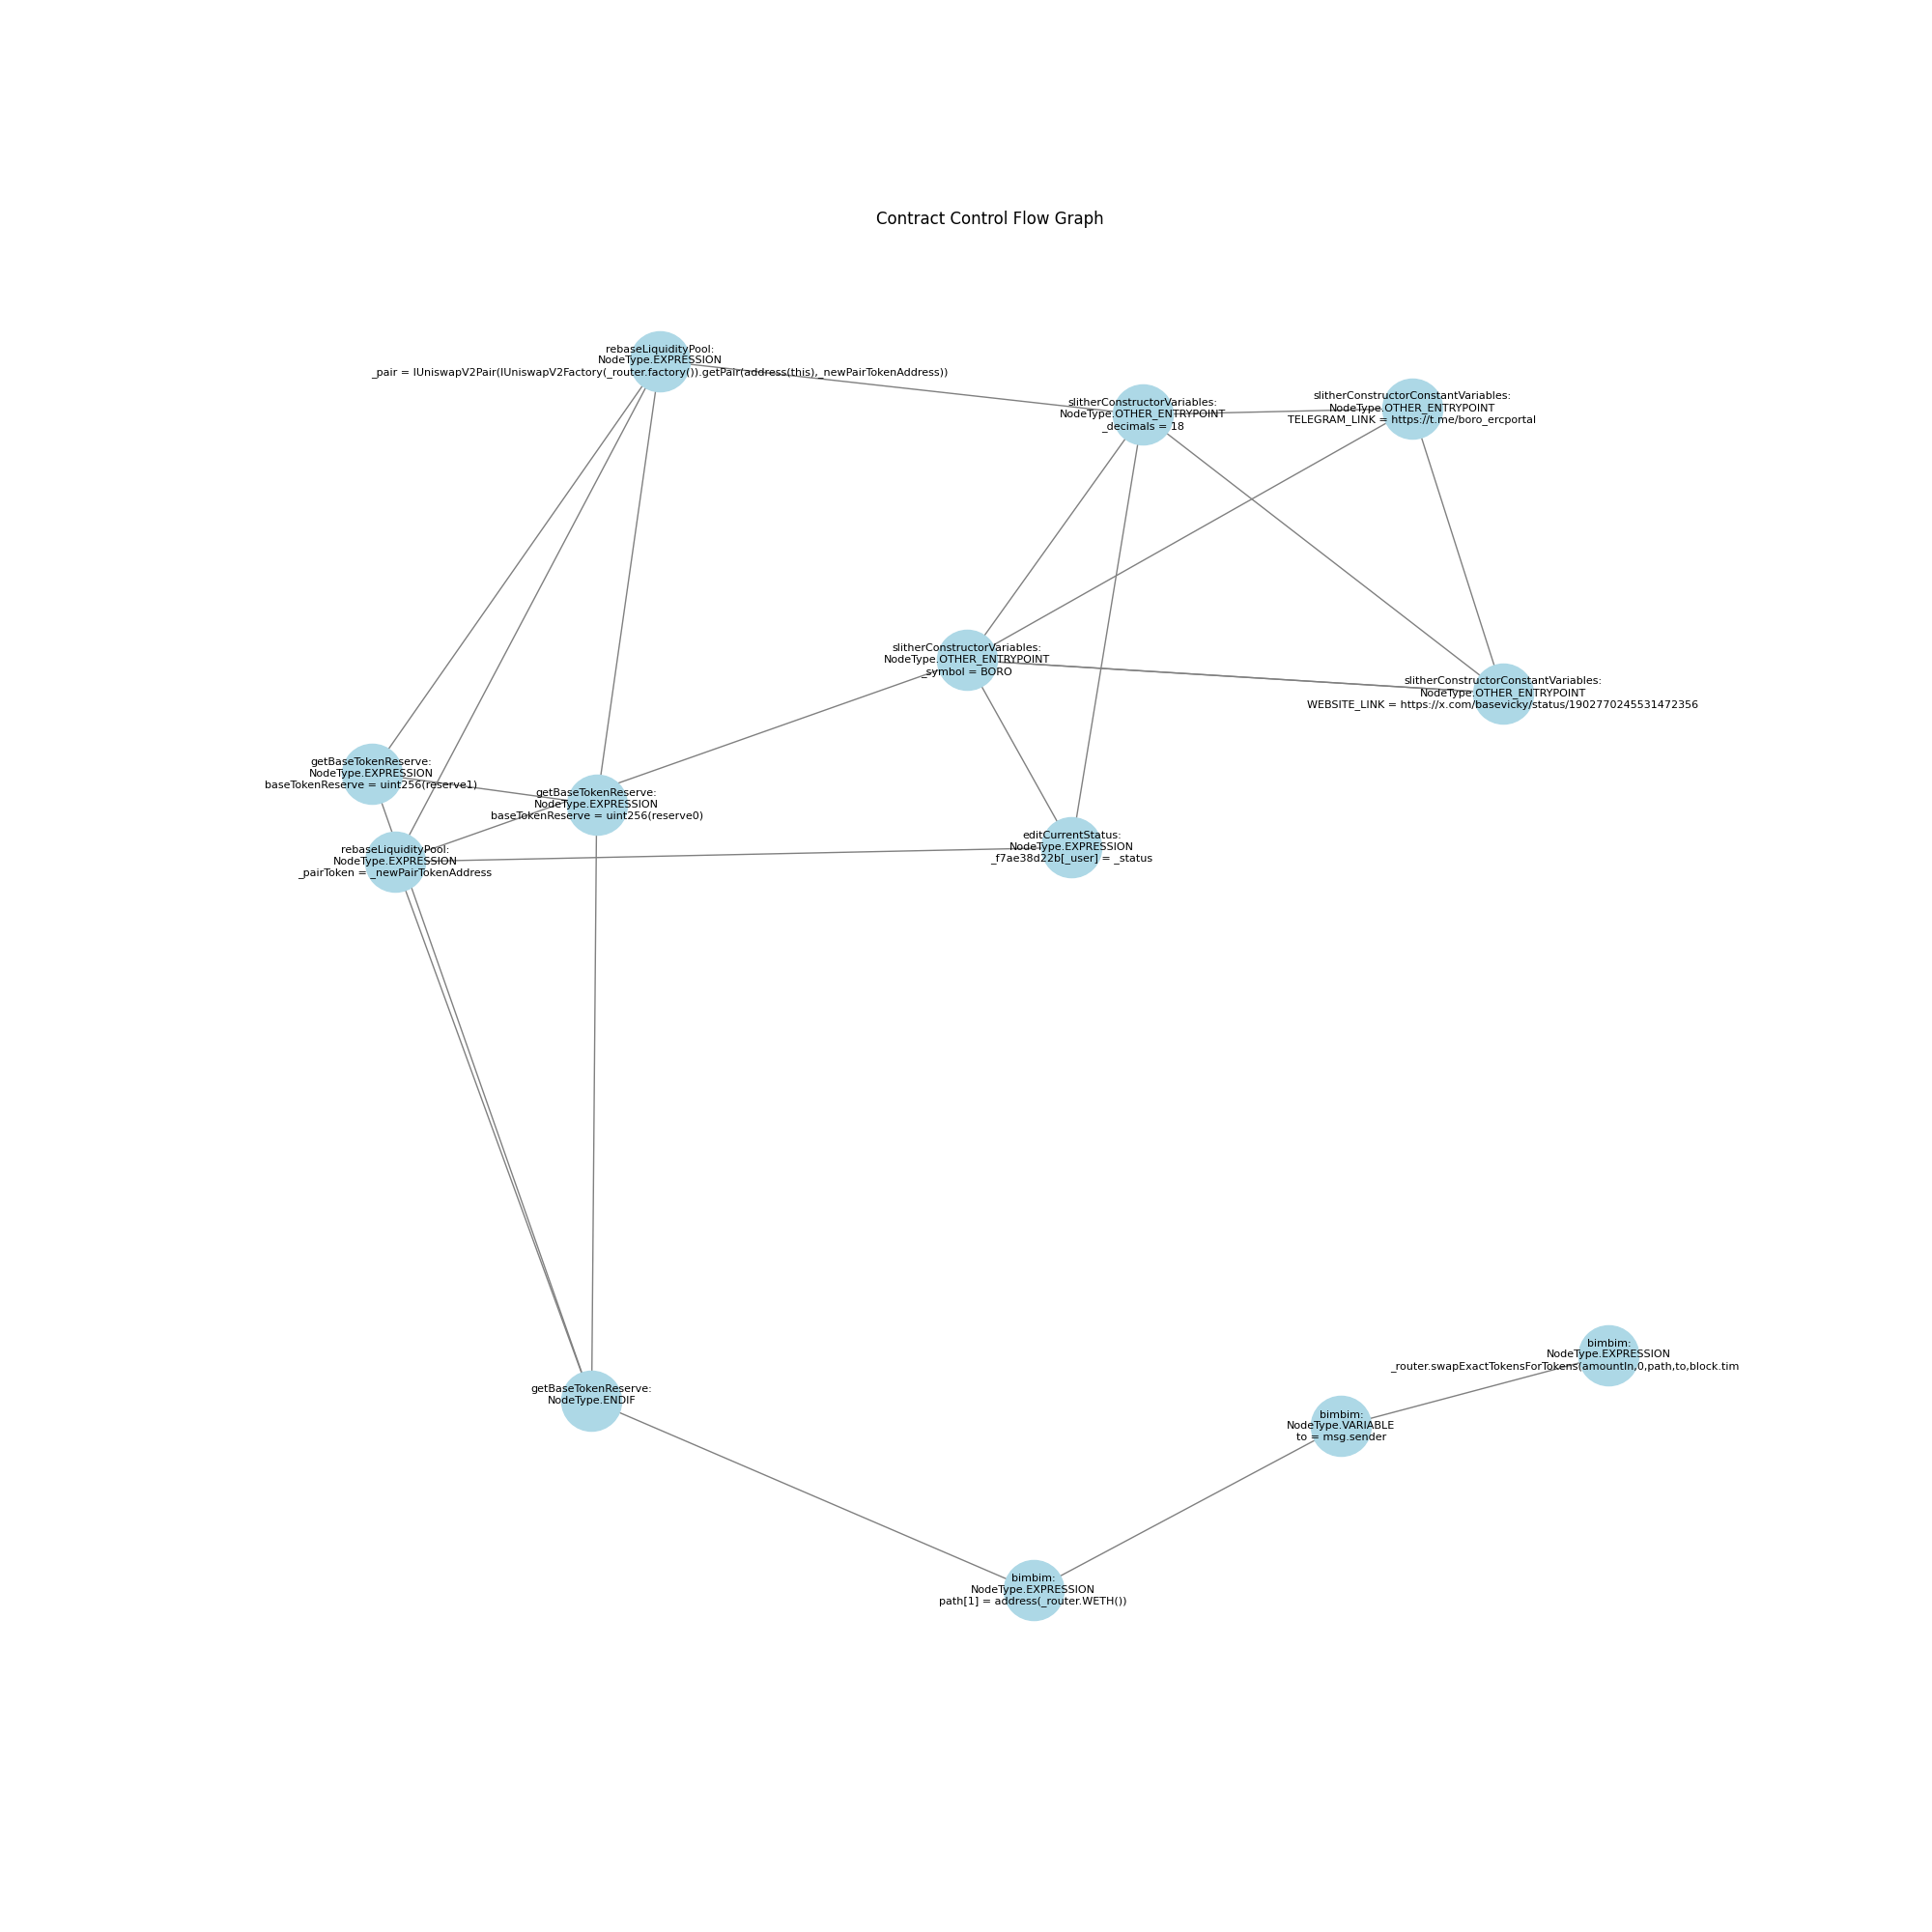 Contract Control Flow Graph
rebaseLiquidityPool:
NodeType.EXPRESSION
_pair = IUniswapV2Pair(IUniswapV2Factory(_router.factory()).getPair(address(this),_newPairTokenAddress))
slitherConstructorVariables:
NodeType.OTHER_ENTRYPOINT
_decimals = 18
slitherConstructorConstantVariables:
NodeType.OTHER_ENTRYPOINT
TELEGRAM_LINK = https://t.me/boro_ercportal
slitherConstructorVariables:
NodeType.OTHER_ENTRYPOINT
_symbol = BORO
slitherConstructorConstantVariables:
NodeType.OTHER_ENTRYPOINT
WEBSITE_LINK = https://x.com/basevicky/status/1902770245531472356
getBaseTokenReserve:
NodeType.EXPRESSION
baseTokenReserve = uint256(reserve1)
getBaseTokenReserve:
NodeType.EXPRESSION
baseTokenReserve = uint256(reserve0)
rebaseLiquidityPool:
NodeType.EXPRESSION
_pairToken = _newPairTokenAddress
editCurrentStatus:
NodeType.EXPRESSION
_f7ae38d22b[_user] = _status
getBaseTokenReserve:
NodeType.ENDIF
bimbim:
NodeType.EXPRESSION
_router.swapExactTokensForTokens(amountIn,0,path,to,block.tim
bimbim:
NodeType.VARIABLE
to = msg.sender
bimbim:
NodeType.EXPRESSION
path[1] = address(_router.WETH())